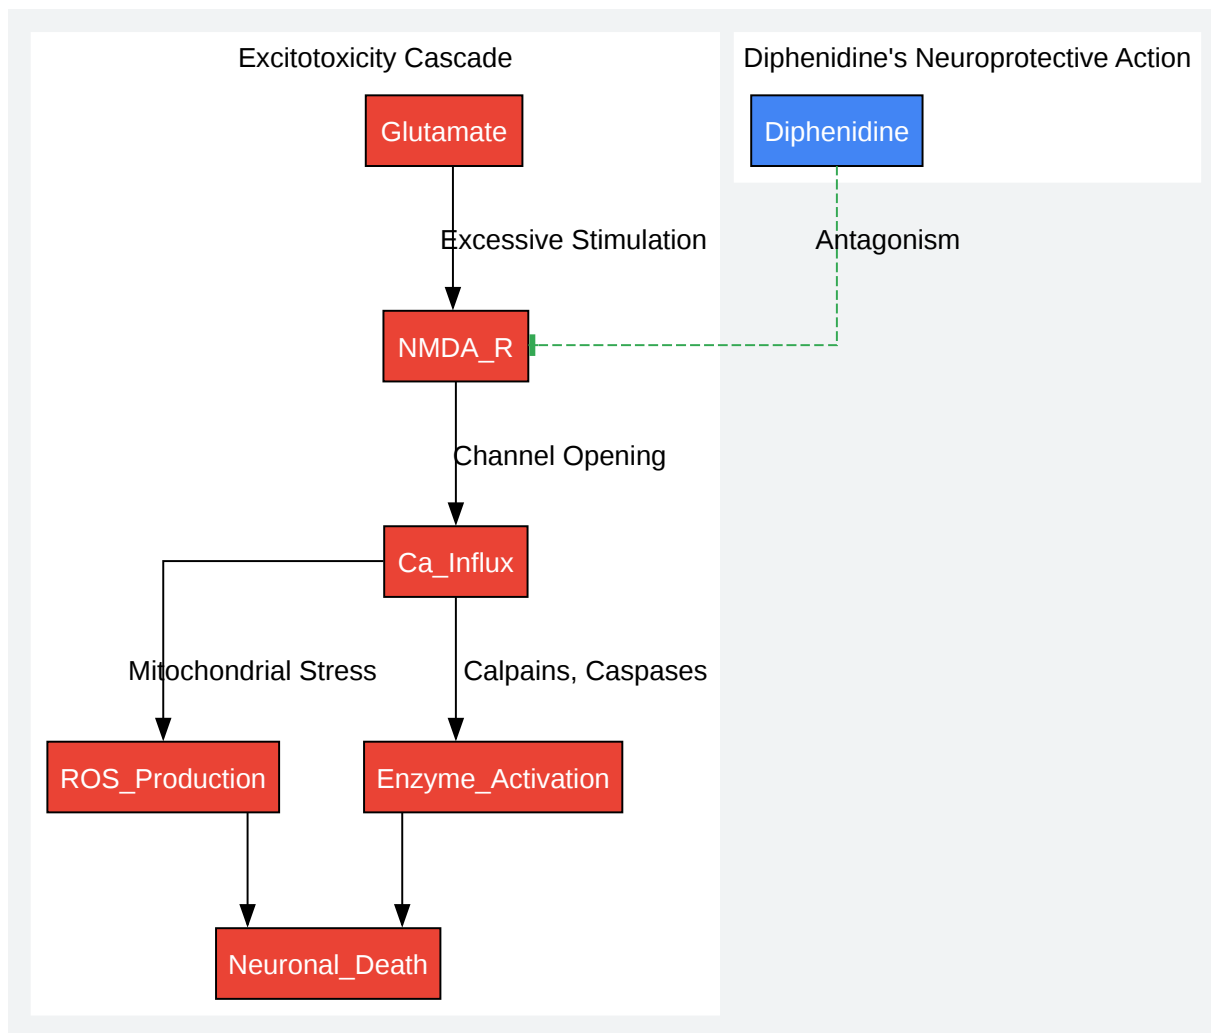 Excitotoxicity Cascade
Diphenidine's Neuroprotective Action
Glutamate
Diphenidine
Excessive Stimulation
Antagonism
NMDA_R
Channel Opening
Ca_Influx
Mitochondrial Stress
Calpains, Caspases
ROS_Production
Enzyme_Activation
Neuronal_Death